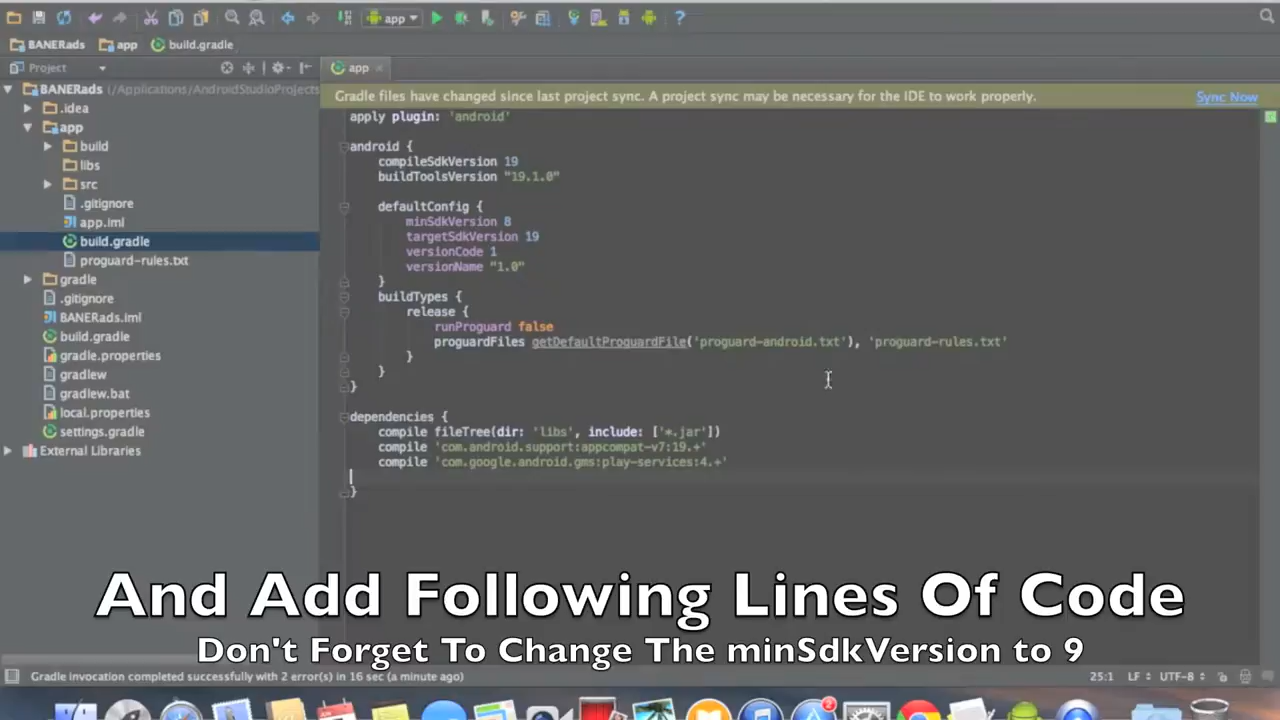 app
?
BANERads
app
build.gradle
Project
app
BANERads (/Applications/AndroidStudioProjects
.idea
app
build
libs
src
.gitignore
app.iml
build.gradle
proguard-rules.txt
gradle
.gitignore
BANERads.iml
build.gradle
gradle.properties
gradlew
gradlew.bat
local.properties
settings.gradle
External Libraries
Gradle files have changed since last project sync. A project sync may be necessary for the IDE to work properly.
Sync Now
apply plugin: 'android'
android {
compileSdkVersion 19
buildToolsVersion "19.1.0"
defaultConfig {
minSdkVersion 8
targetSdkVersion 19
versionCode 1
versionName "1.0"
}
buildTypes {
release {
runProguard false
proguardFiles getDefaultProguardFile('proguard-android.txt'), 'proguard-rules.txt'
}
}
}
dependencies {
compile fileTree(dir: 'libs', include: ['*.jar'])
compile 'com.android.support:appcompat-v7:19.+'
compile 'com.google.android.gms:play-services:4.+'
}
And Add Following Lines Of Code
Don't Forget To Change The minSdkVersion to 9
Gradle invocation completed successfully with 2 error(s) in 16 sec (a minute ago)
25:1
LF
UTF-8
2